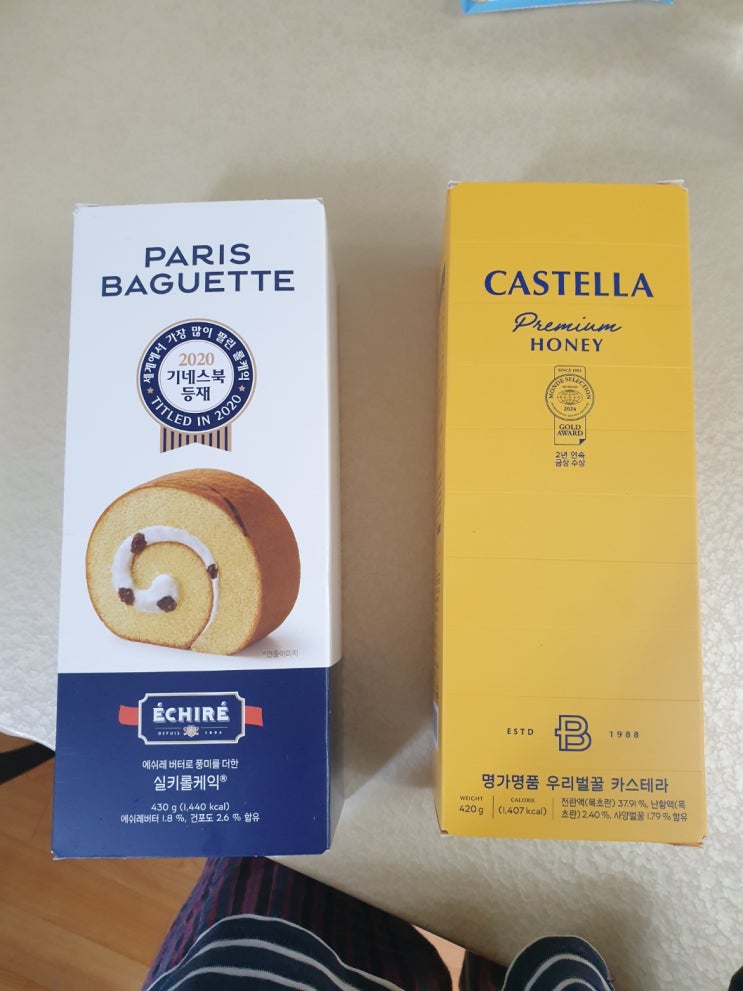 PARIS
BAGUETTE
세계에서 가장 많이 팔린 롤케익
2020
기네스북
등재
TITLED IN 2020
*연출이미지
ÉCHIRÉ
DEPUIS 1894
에쉬레 버터로 풍미를 더한
실키롤케익®
430 g (1,440 kcal)
에쉬레버터 1.8 %, 건포도 2.6 % 함유
CASTELLA
Premium
HONEY
SINCE 1961
MONDE SELECTION
2024
GOLD
AWARD
2년 연속
금상 수상
ESTD B 1988
명가명품 우리벌꿀 카스테라
WEIGHT
420 g
CALORIE
(1,407 kcal)
전란액(목초란) 37.91 %, 난황액(목
초란) 2.40 %, 사양벌꿀 1.79 % 함유